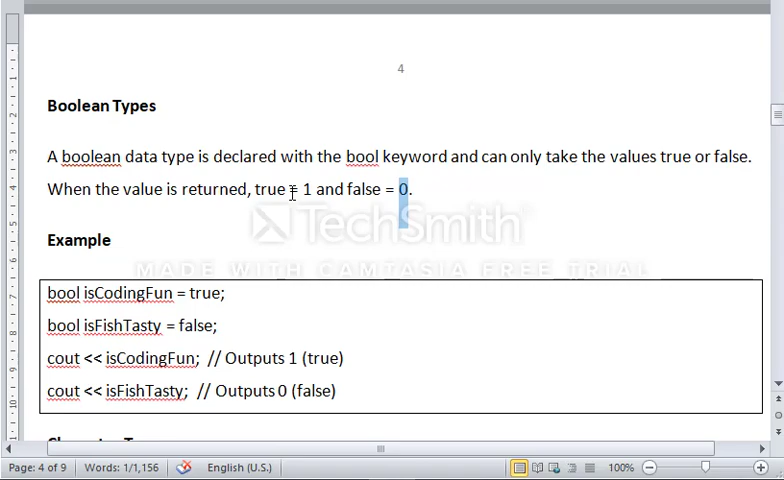 4
Boolean Types
A boolean data type is declared with the bool keyword and can only take the values true or false.
When the value is returned, true = 1 and false = 0.
TechSmith
MADE WITH CAMTASIA FREE TRIAL
Example
bool isCodingFun = true;
bool isFishTasty = false;
cout << isCodingFun;  // Outputs 1 (true)
cout << isFishTasty;  // Outputs 0 (false)
Page: 4 of 9 Words: 1/1,156 English (U.S.) 100%